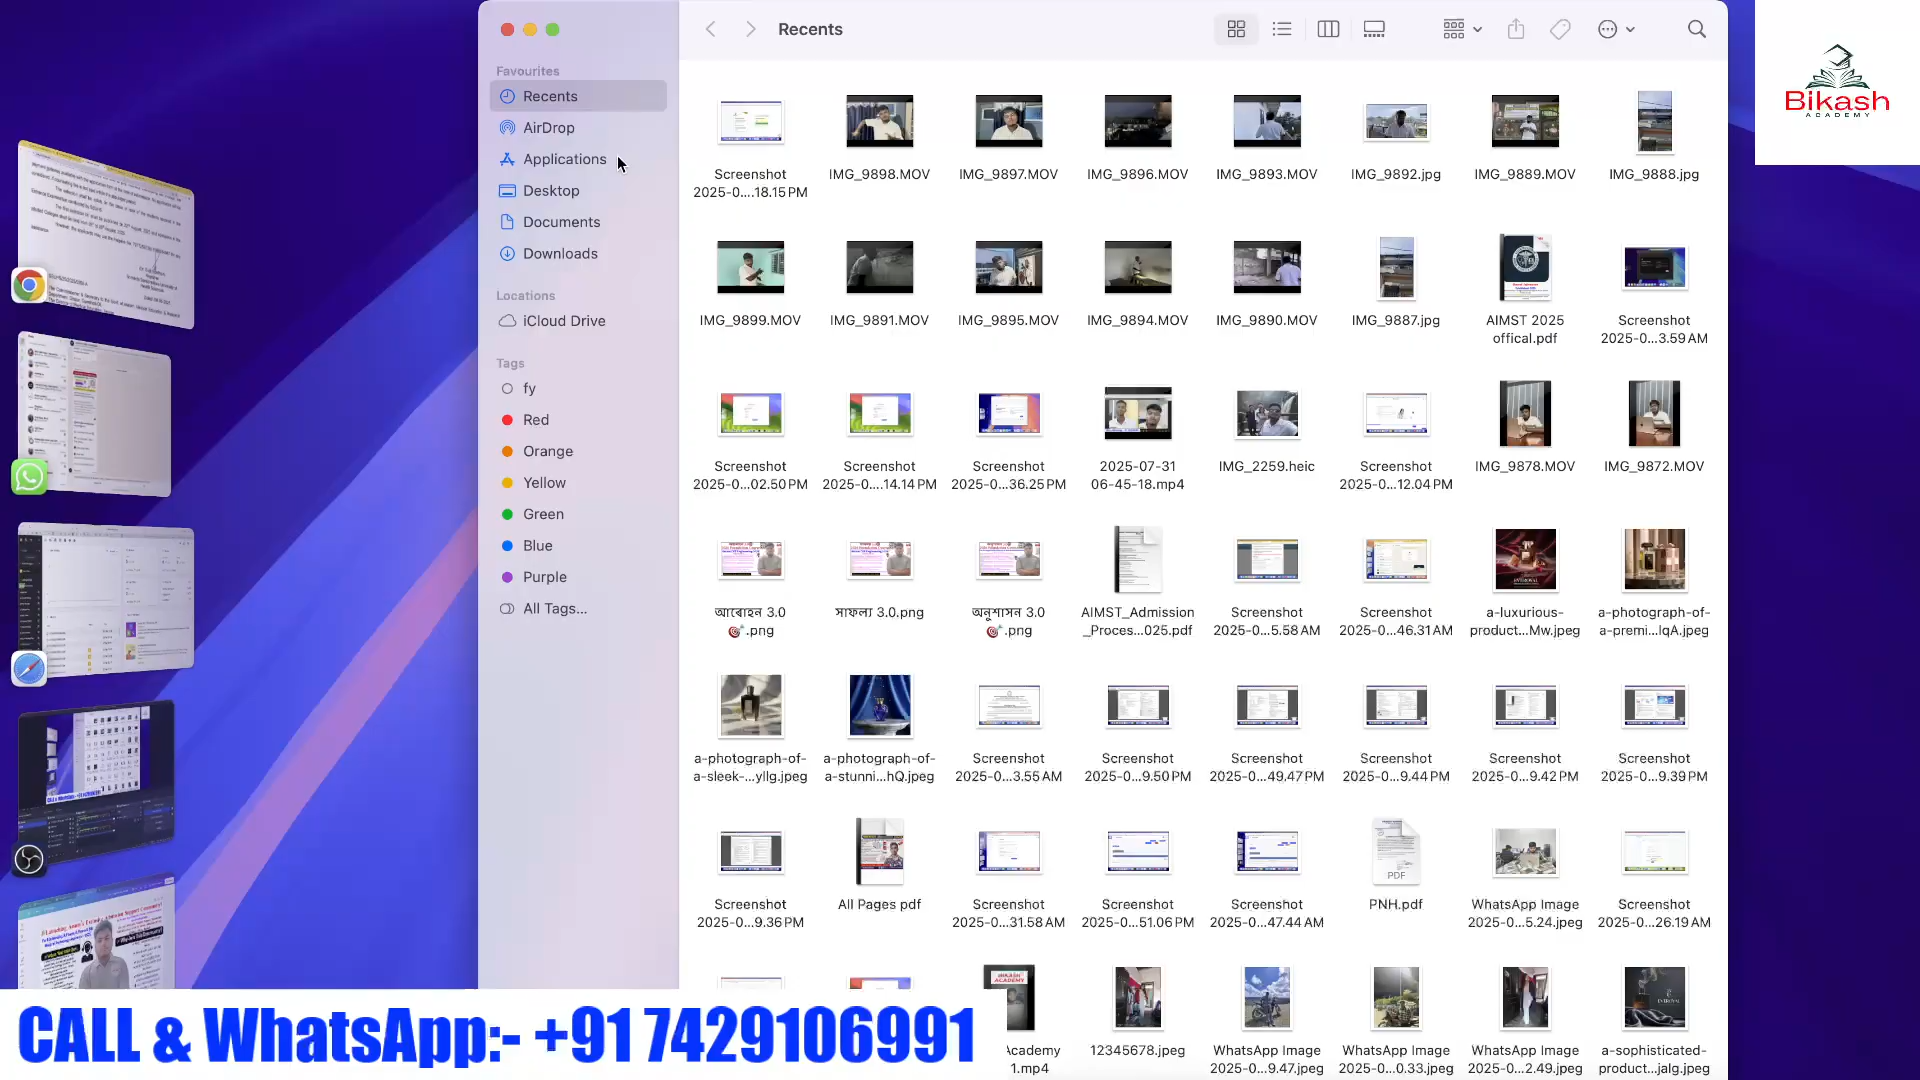 Recents
Favourites
Recents
AirDrop
Applications
Desktop
Documents
Downloads
Locations
iCloud Drive
Tags
fy
Red
Orange
Yellow
Green
Blue
Purple
All Tags...
Bikash
ACADEMY
Screenshot
2025-0....18.15 PM
IMG_9898.MOV
IMG_9897.MOV
IMG_9896.MOV
IMG_9893.MOV
IMG_9892.jpg
IMG_9889.MOV
IMG_9888.jpg
IMG_9899.MOV
IMG_9891.MOV
IMG_9895.MOV
IMG_9894.MOV
IMG_9890.MOV
IMG_9887.jpg
AIMST 2025
offical.pdf
Screenshot
2025-0...3.59 AM
Screenshot
2025-0...02.50 PM
Screenshot
2025-0....14.14 PM
Screenshot
2025-0...36.25 PM
2025-07-31
06-45-18.mp4
IMG_2259.heic
Screenshot
2025-0...12.04 PM
IMG_9878.MOV
IMG_9872.MOV
আৰোহন 3.0
🎯.png
সাফল্য 3.0.png
অনুশাসন 3.0
🎯.png
AIMST_Admission
_Proces...025.pdf
Screenshot
2025-0...5.58 AM
Screenshot
2025-0...46.31 AM
a-luxurious-
product...Mw.jpeg
a-photograph-of-
a-premi...lqA.jpeg
a-photograph-of-
a-sleek-...yllg.jpeg
a-photograph-of-
a-stunni...hQ.jpeg
Screenshot
2025-0...3.55 AM
Screenshot
2025-0...9.50 PM
Screenshot
2025-0...49.47 PM
Screenshot
2025-0...9.44 PM
Screenshot
2025-0...9.42 PM
Screenshot
2025-0...9.39 PM
Screenshot
2025-0...9.36 PM
All Pages pdf
Screenshot
2025-0...31.58 AM
Screenshot
2025-0...51.06 PM
Screenshot
2025-0...47.44 AM
PDF
PNH.pdf
WhatsApp Image
2025-0...5.24.jpeg
Screenshot
2025-0...26.19 AM
Academy
1.mp4
12345678.jpeg
WhatsApp Image
2025-0...9.47.jpeg
WhatsApp Image
2025-0...0.33.jpeg
WhatsApp Image
2025-0...2.49.jpeg
a-sophisticated-
product...jalg.jpeg
CALL & WhatsApp:- +91 7429106991